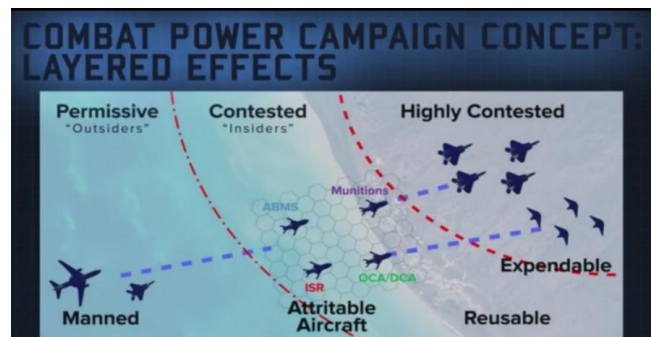 COMBAT POWER CAMPAIGN CONCEPT:
LAYERED EFFECTS
Permissive
"Outsiders"
Contested
"Insiders"
Highly Contested
Munitions
ABMS
ISR
OCA/DCA
Expendable
Manned
Attritable
Aircraft
Reusable